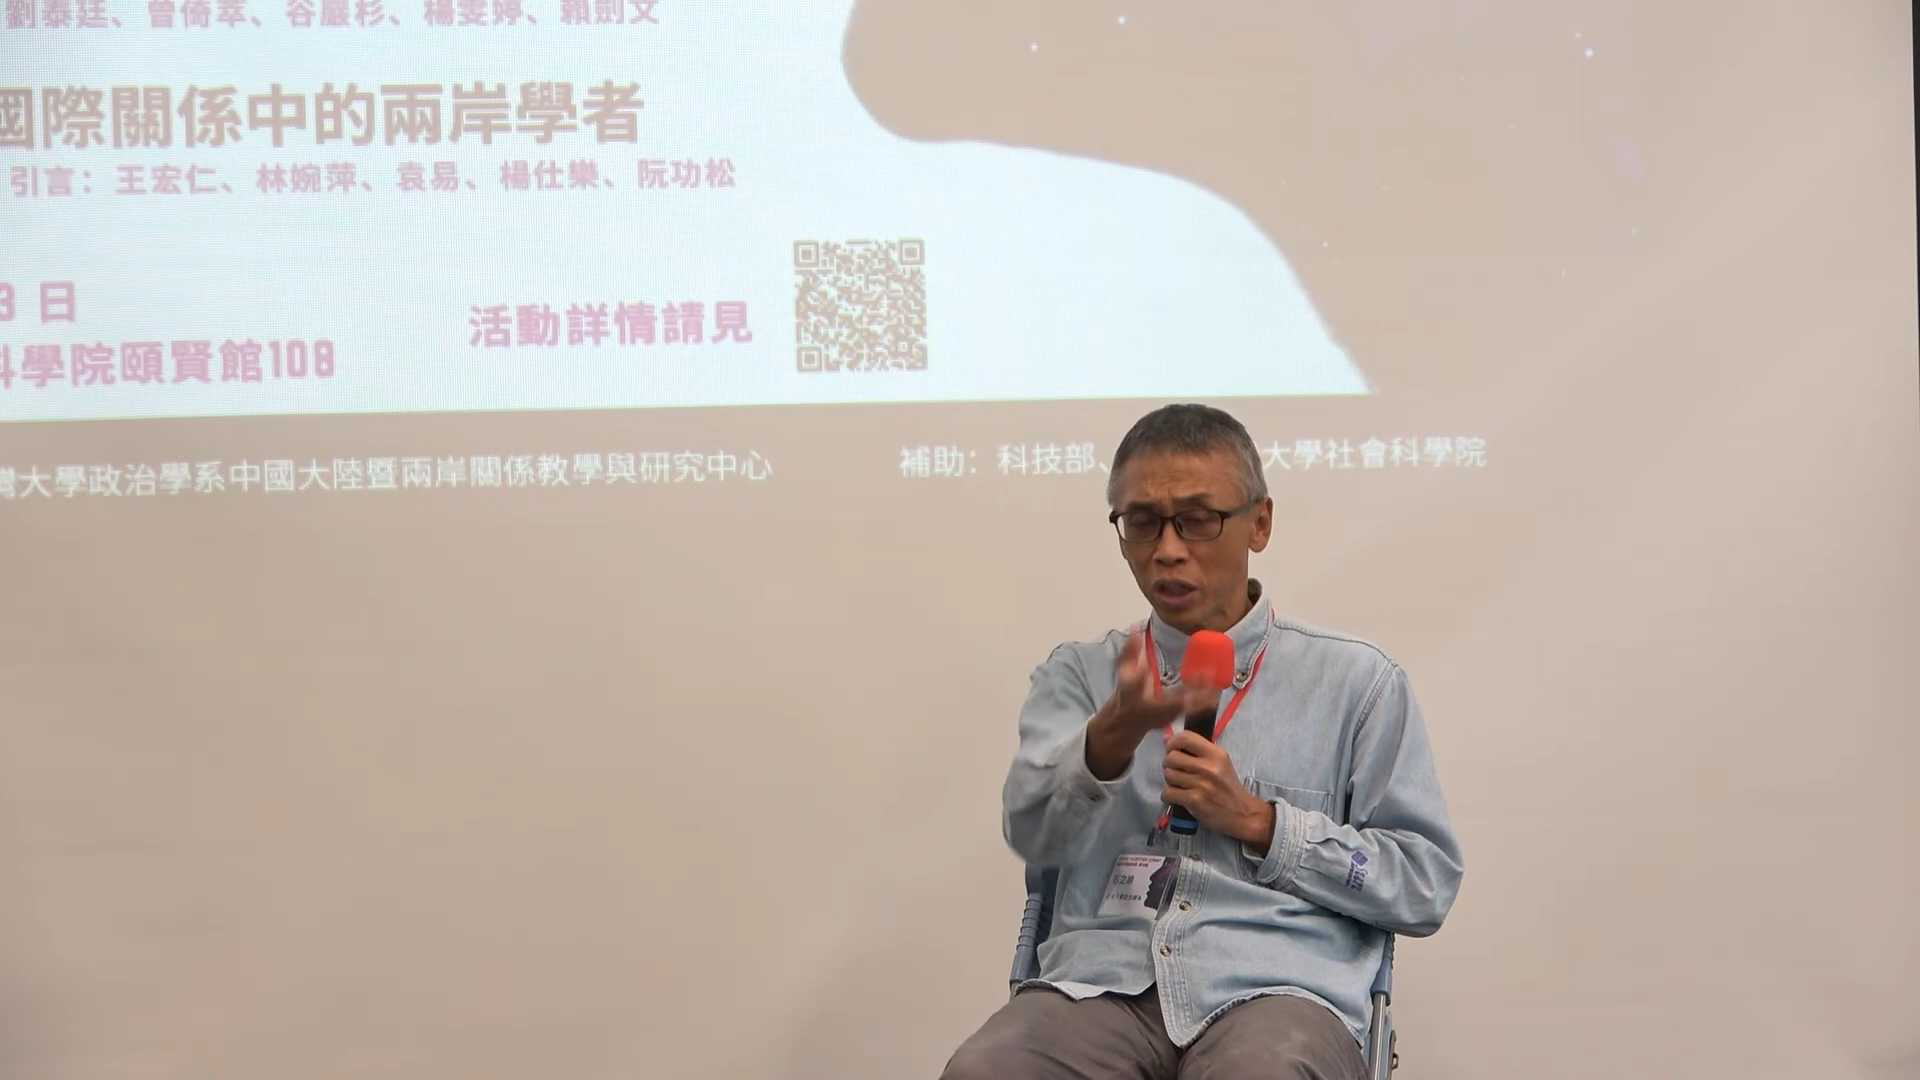 劉泰廷、曾倚萃、谷嚴杉、楊雯婷、賴劍文
國際關係中的兩岸學者
引言：王宏仁、林婉萍、袁易、楊仕樂、阮功松
3 日
活動詳情請見
科學院頤賢館108
灣大學政治學系中國大陸暨兩岸關係教學與研究中心
補助：科技部、
大學社會科學院